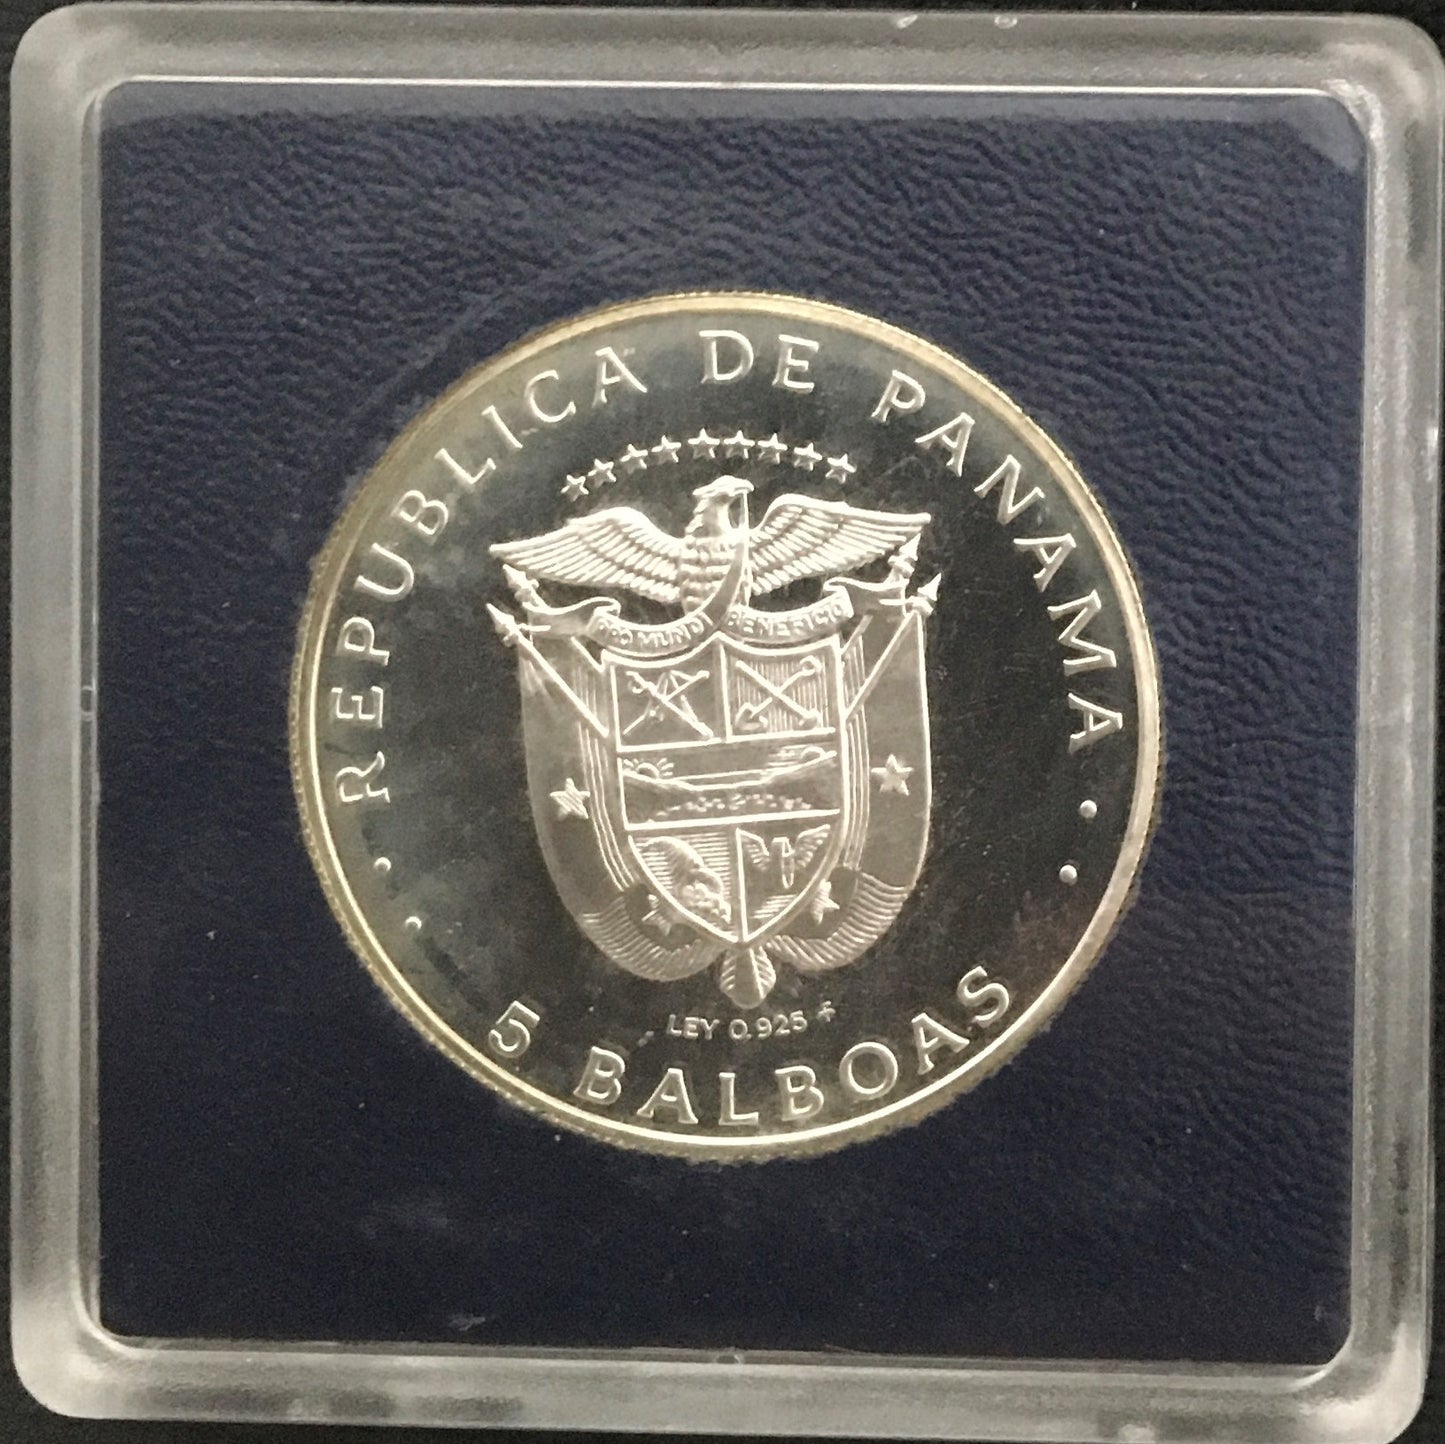 REPUBLICA DE PANAMA
PRO MUNDI BENEFICIO
LEY 0.925
5 BALBOAS